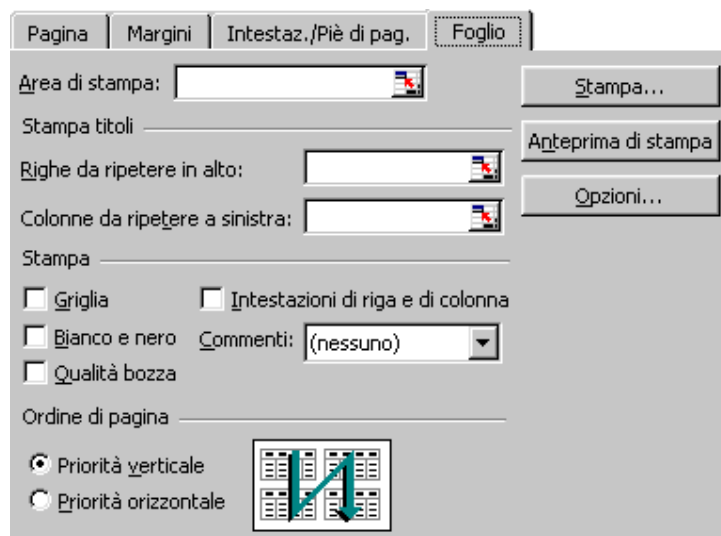 Pagina Margini Intestaz./Piè di pag. Foglio
Area di stampa:
Stampa...
Stampa titoli
Anteprima di stampa
Righe da ripetere in alto:
Opzioni...
Colonne da ripetere a sinistra:
Stampa
Griglia Intestazioni di riga e di colonna
Bianco e nero Commenti: (nessuno)
Qualità bozza
Ordine di pagina
Priorità verticale
Priorità orizzontale